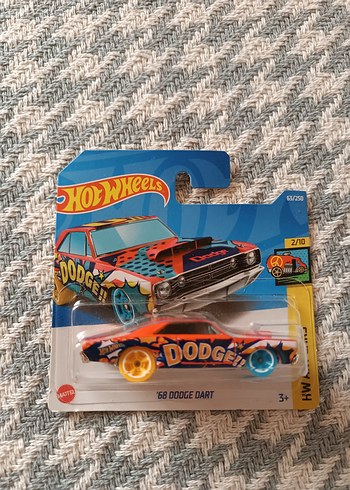 HOT WHEELS
63/250
2/10
Dodge
DODGE!!
DODGE!!
HW
MATTEL
'68 DODGE DART
3+